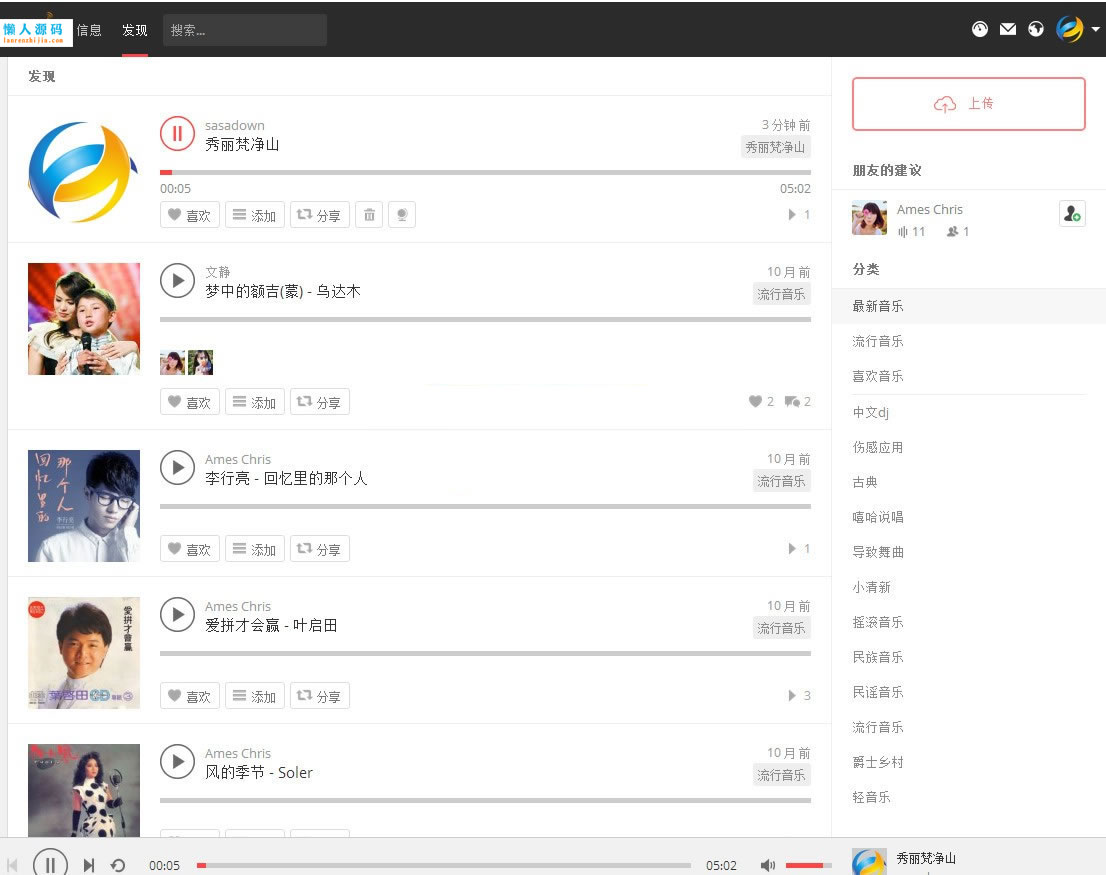 懒人源码
lanrenzhijia.com
信息
发现
搜索...
发现
上传
sasadown
3 分钟 前
秀丽梵净山
秀丽梵净山
00:05
05:02
喜欢
添加
分享
1
朋友的建议
Ames Chris
11
1
文静
10 月 前
梦中的额吉(蒙) - 乌达木
流行音乐
喜欢
添加
分享
2
2
分类
最新音乐
流行音乐
喜欢音乐
中文dj
伤感应用
古典
嘻哈说唱
导致舞曲
小清新
摇滚音乐
民族音乐
民谣音乐
流行音乐
爵士乡村
轻音乐
那个人
回忆里的
李行亮
Ames Chris
10 月 前
李行亮 - 回忆里的那个人
流行音乐
喜欢
添加
分享
1
愛拼才會贏
葉啓田CD
Ames Chris
10 月 前
爱拼才会赢 - 叶启田
流行音乐
喜欢
添加
分享
3
Ames Chris
10 月 前
风的季节 - Soler
流行音乐
00:05
05:02
秀丽梵净山